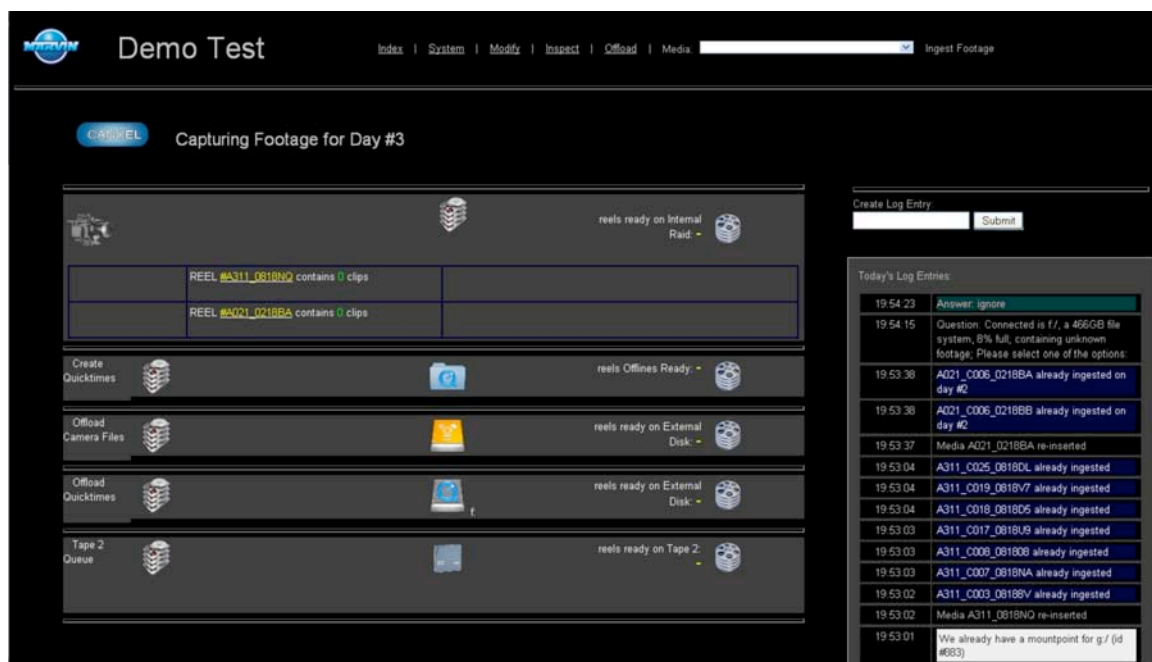 MARVIN
Demo Test
Index | System | Modify | Inspect | Offload | Media:
Ingest Footage
CANCEL
Capturing Footage for Day #3
reels ready on Internal
Raid: -
REEL #A311_0818NQ contains 0 clips
REEL #A021_0218BA contains 0 clips
Create
Quicktimes
reels Offlines Ready: -
Offload
Camera Files
reels ready on External
Disk: -
Offload
Quicktimes
f:
reels ready on External
Disk: -
Tape 2
Queue
reels ready on Tape 2:
-
Create Log Entry:
Submit
Today's Log Entries:
19:54:23 Answer: ignore
19:54:15 Question: Connected is f:/, a 466GB file
system, 8% full, containing unknown
footage; Please select one of the options:
19:53:38 A021_C006_0218BA already ingested on
day #2
19:53:38 A021_C006_0218BB already ingested on
day #2
19:53:37 Media A021_0218BA re-inserted
19:53:04 A311_C025_0818DL already ingested
19:53:04 A311_C019_0818V7 already ingested
19:53:04 A311_C018_0818D5 already ingested
19:53:03 A311_C017_0818U9 already ingested
19:53:03 A311_C008_081808 already ingested
19:53:03 A311_C007_0818NA already ingested
19:53:02 A311_C003_08188V already ingested
19:53:02 Media A311_0818NQ re-inserted
19:53:01 We already have a mountpoint for g:/ (id
#883)